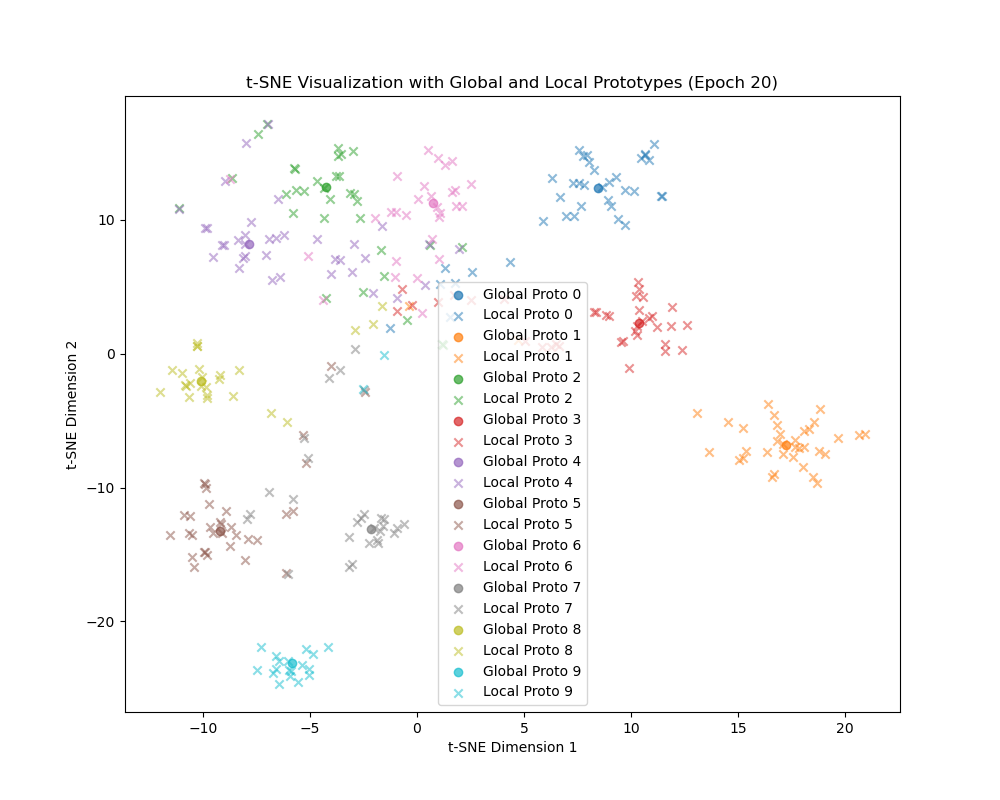 t-SNE Visualization with Global and Local Prototypes (Epoch 20)
t-SNE Dimension 2
10
0
−10
−20
Global Proto 0
Local Proto 0
Global Proto 1
Local Proto 1
Global Proto 2
Local Proto 2
Global Proto 3
Local Proto 3
Global Proto 4
Local Proto 4
Global Proto 5
Local Proto 5
Global Proto 6
Local Proto 6
Global Proto 7
Local Proto 7
Global Proto 8
Local Proto 8
Global Proto 9
Local Proto 9
−10 −5 0 5 10 15 20
t-SNE Dimension 1